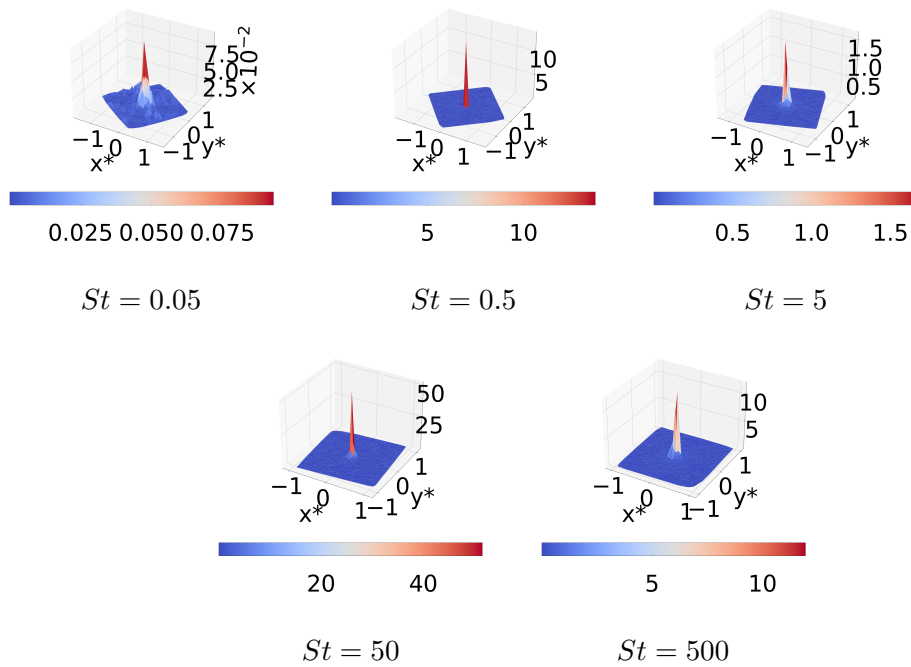 7.5
5.0
2.5
×10⁻²
−1 0 1
x*
−1 0 1
y*
0.025 0.050 0.075
St = 0.05
10
5
−1 0 1
x*
−1 0 1
y*
5 10
St = 0.5
1.5
1.0
0.5
−1 0 1
x*
−1 0 1
y*
0.5 1.0 1.5
St = 5
50
25
−1 0 1
x*
−1 0 1
y*
20 40
St = 50
10
5
−1 0 1
x*
−1 0 1
y*
5 10
St = 500